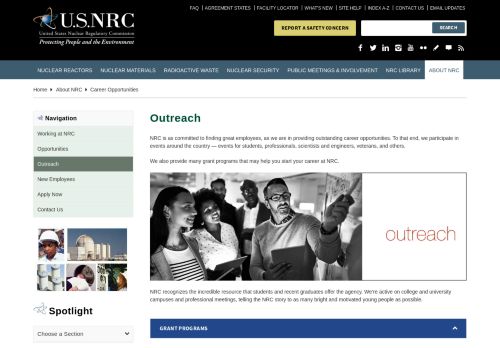 FAQ | AGREEMENT STATES | FACILITY LOCATOR | WHAT'S NEW | SITE HELP | INDEX A-Z | CONTACT US | EMAIL UPDATES
U.S.NRC
United States Nuclear Regulatory Commission
Protecting People and the Environment
REPORT A SAFETY CONCERN
SEARCH
NUCLEAR REACTORS NUCLEAR MATERIALS RADIOACTIVE WASTE NUCLEAR SECURITY PUBLIC MEETINGS & INVOLVEMENT NRC LIBRARY ABOUT NRC
Home About NRC Career Opportunities
Navigation
Working at NRC
Opportunities
Outreach
New Employees
Apply Now
Contact Us
Spotlight
Choose a Section
Outreach
NRC is as committed to finding great employees, as we are in providing outstanding career opportunities. To that end, we participate in
events around the country — events for students, professionals, scientists and engineers, veterans, and others.
We also provide many grant programs that may help you start your career at NRC.
outreach
NRC recognizes the incredible resource that students and recent graduates offer the agency. We're active on college and university
campuses and professional meetings, telling the NRC story to as many bright and motivated young people as possible.
GRANT PROGRAMS